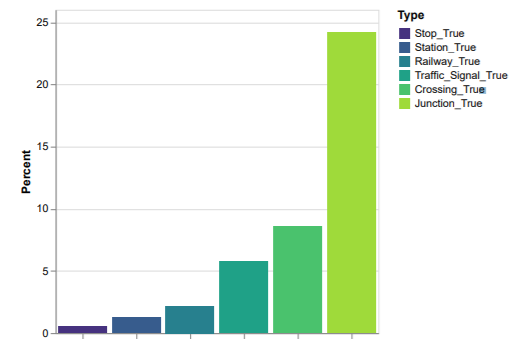 Type
Stop_True
Station_True
Railway_True
Traffic_Signal_True
Crossing_True
Junction_True
Percent
25
20
15
10
5
0